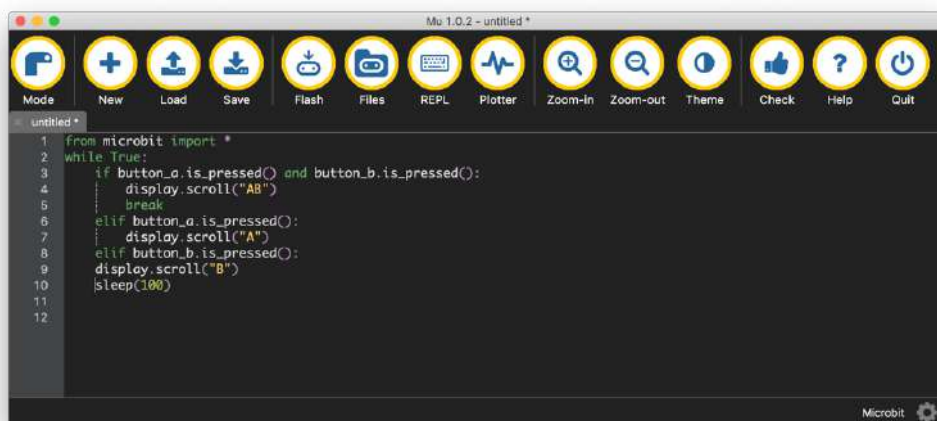 Mu 1.0.2 - untitled *
Mode New Load Save Flash Files REPL Plotter Zoom-in Zoom-out Theme Check Help Quit
untitled *
1 from microbit import *
2 while True:
3     if button_a.is_pressed() and button_b.is_pressed():
4         display.scroll("AB")
5         break
6     elif button_a.is_pressed():
7         display.scroll("A")
8     elif button_b.is_pressed():
9     display.scroll("B")
10     sleep(100)
11
12
Microbit